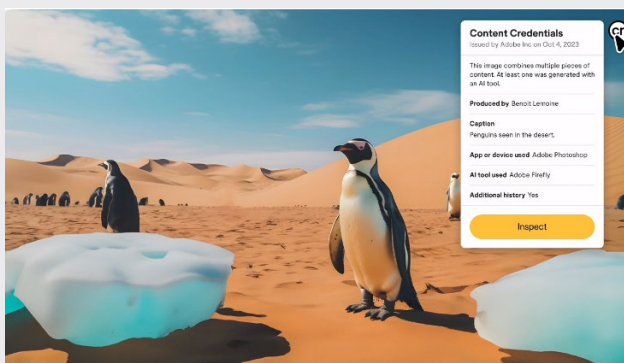 Content Credentials
Issued by Adobe Inc on Oct 4, 2023
This image combines multiple pieces of
content. At least one was generated with
an AI tool.
Produced by Benoit Lemoine
Caption
Penguins seen in the desert.
App or device used Adobe Photoshop
AI tool used Adobe Firefly
Additional history Yes
Inspect